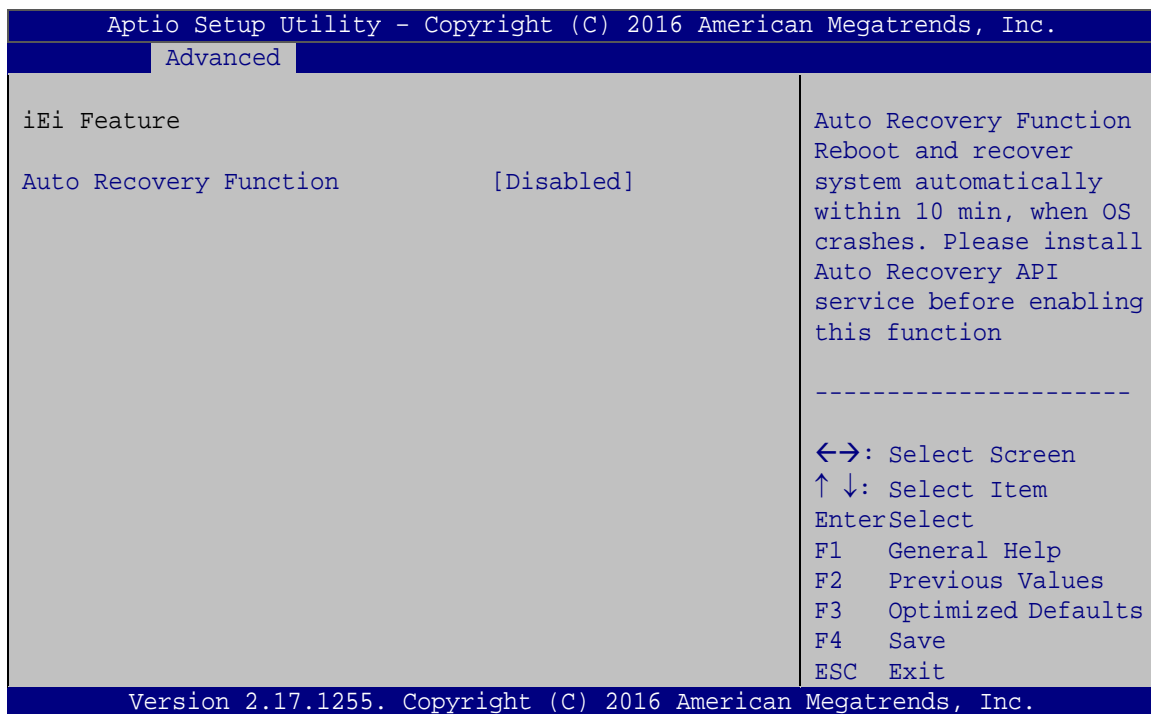 Aptio Setup Utility – Copyright (C) 2016 American Megatrends, Inc.
Advanced
iEi Feature
Auto Recovery Function [Disabled]
Auto Recovery Function
Reboot and recover
system automatically
within 10 min, when OS
crashes. Please install
Auto Recovery API
service before enabling
this function
----------------------
←→: Select Screen
↑ ↓: Select Item
EnterSelect
F1 General Help
F2 Previous Values
F3 Optimized Defaults
F4 Save
ESC Exit
Version 2.17.1255. Copyright (C) 2016 American Megatrends, Inc.